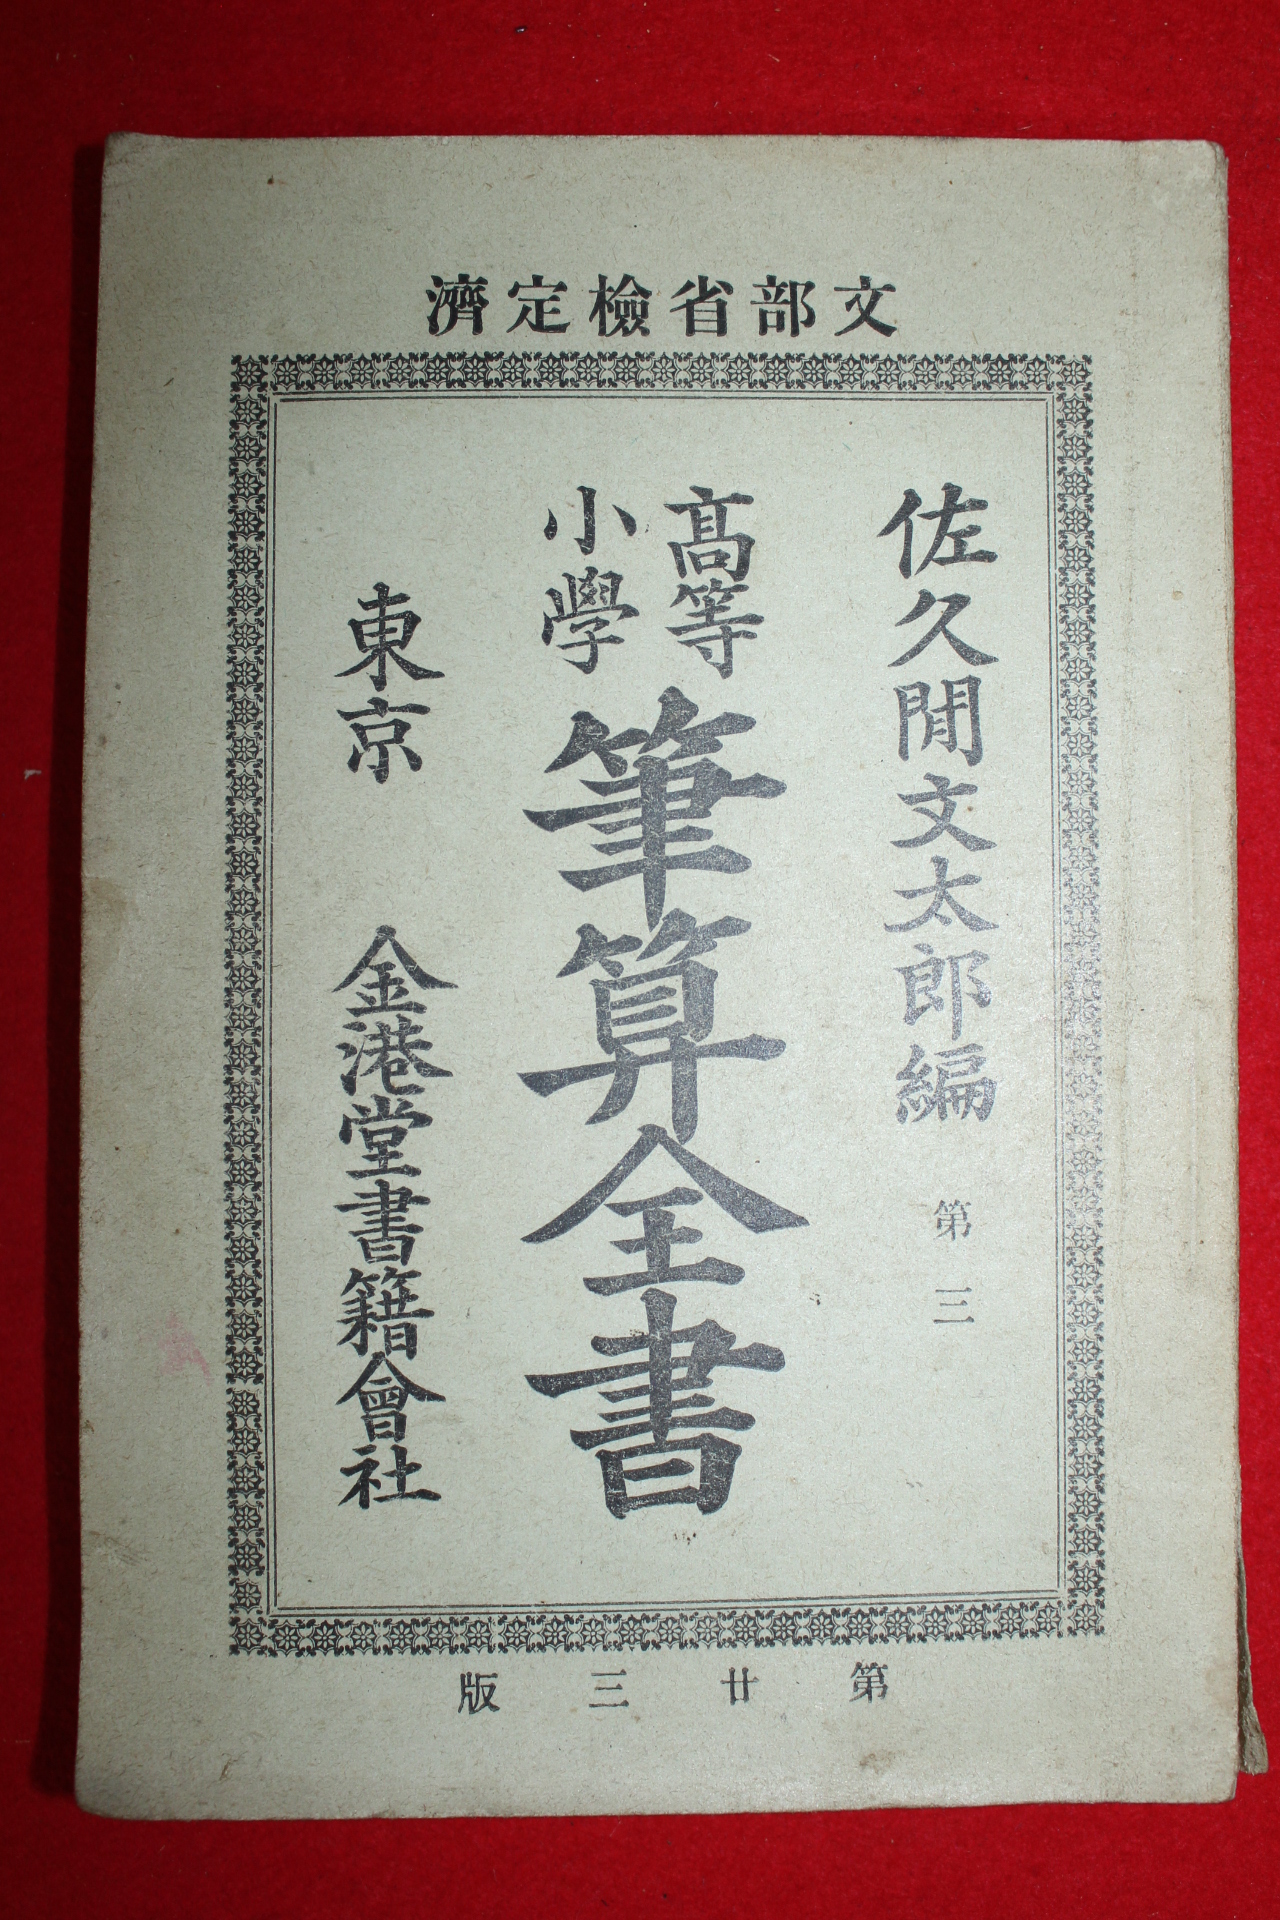 文部省檢定濟
佐久間文太郎編 第三
高等
小學
筆算全書
東京 金港堂書籍會社
第廿三版